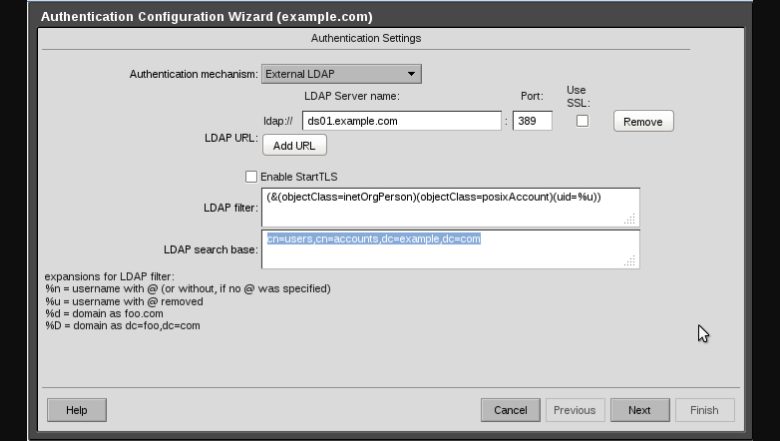 Authentication Configuration Wizard (example.com)
Authentication Settings
Authentication mechanism: External LDAP
LDAP Server name: Port: Use SSL:
ldap:// ds01.example.com : 389 Remove
LDAP URL: Add URL
Enable StartTLS
LDAP filter: (&(objectClass=inetOrgPerson)(objectClass=posixAccount)(uid=%u))
LDAP search base: cn=users,cn=accounts,dc=example,dc=com
expansions for LDAP filter:
%n = username with @ (or without, if no @ was specified)
%u = username with @ removed
%d = domain as foo.com
%D = domain as dc=foo,dc=com
Help Cancel Previous Next Finish